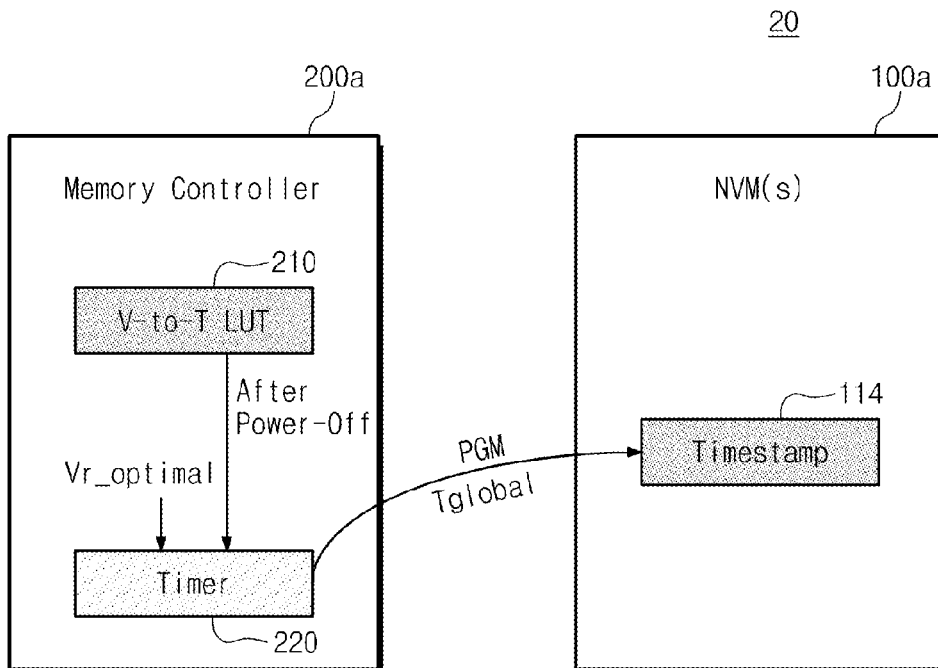 20
200a
100a
Memory Controller
NVM(s)
210
V-to-T LUT
After
Power-Off
114
Timestamp
PGM
Tglobal
Vr_optimal
Timer
220